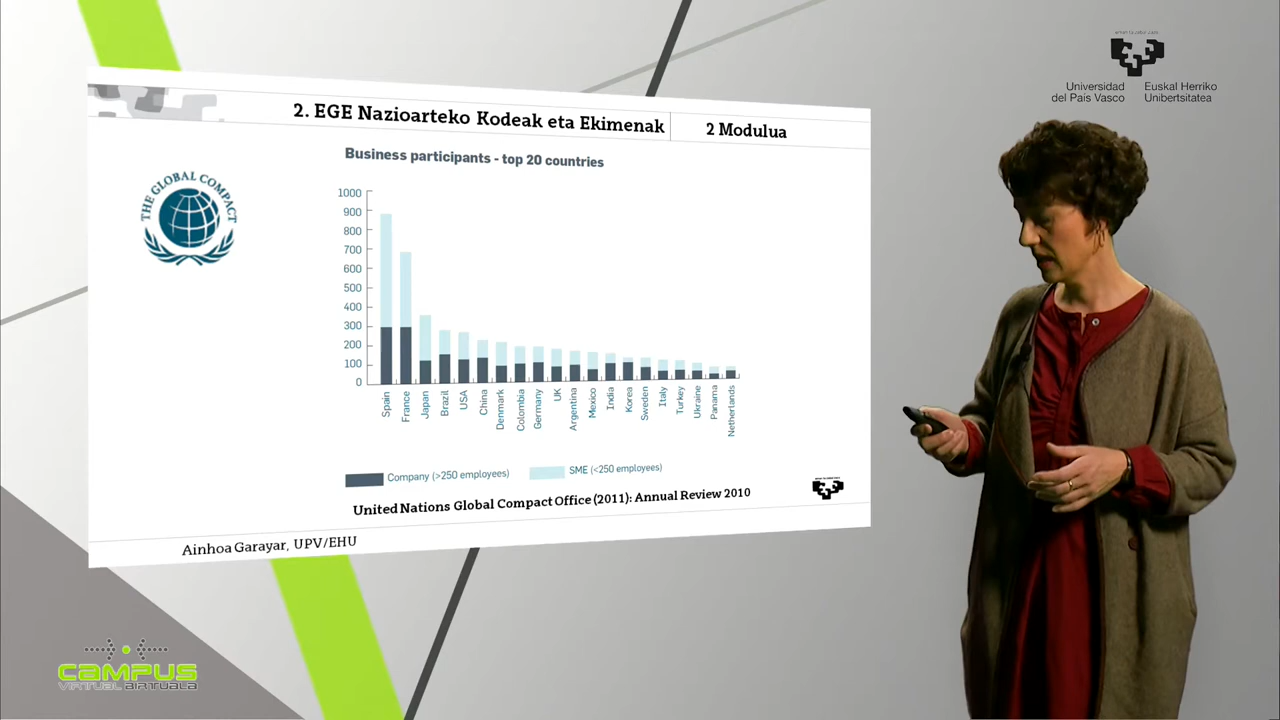 2. EGE Nazioarteko Kodeak eta Ekimenak
2 Modulua
Business participants - top 20 countries
THE GLOBAL COMPACT
1000
900
800
700
600
500
400
300
200
100
0
Spain
France
Japan
Brazil
USA
China
Denmark
Colombia
Germany
UK
Argentina
Mexico
India
Korea
Sweden
Italy
Turkey
Ukraine
Panama
Netherlands
Company (>250 employees)
SME (<250 employees)
United Nations Global Compact Office (2011): Annual Review 2010
Ainhoa Garayar, UPV/EHU
Universidad
del País Vasco
Euskal Herriko
Unibertsitatea
CAMPUS
VIRTUAL BIRTUALA